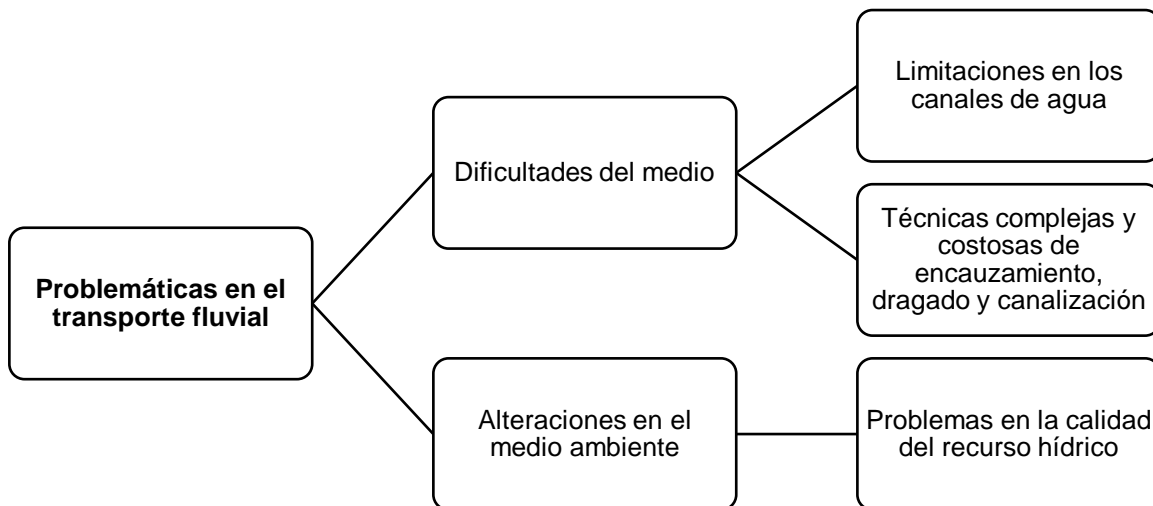 Problemáticas en el
transporte fluvial
Dificultades del medio
Limitaciones en los
canales de agua
Técnicas complejas y
costosas de
encauzamiento,
dragado y canalización
Alteraciones en el
medio ambiente
Problemas en la calidad
del recurso hídrico